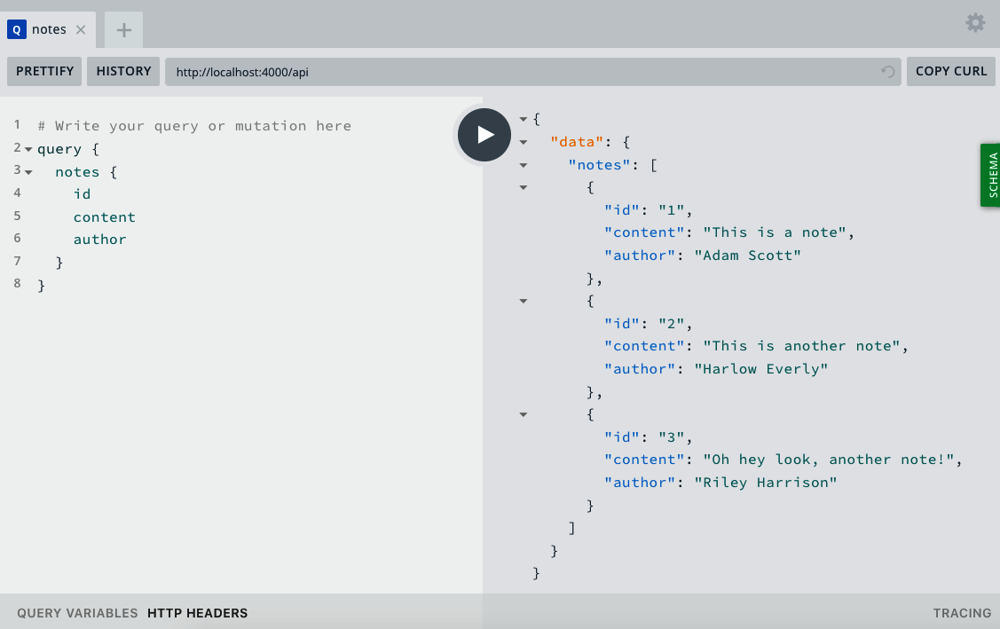 Q notes
PRETTIFY HISTORY http://localhost:4000/api COPY CURL
1 # Write your query or mutation here
2 query {
3   notes {
4     id
5     content
6     author
7   }
8 }
{
  "data": {
    "notes": [
      {
        "id": "1",
        "content": "This is a note",
        "author": "Adam Scott"
      },
      {
        "id": "2",
        "content": "This is another note",
        "author": "Harlow Everly"
      },
      {
        "id": "3",
        "content": "Oh hey look, another note!",
        "author": "Riley Harrison"
      }
    ]
  }
}
SCHEMA
QUERY VARIABLES HTTP HEADERS
TRACING